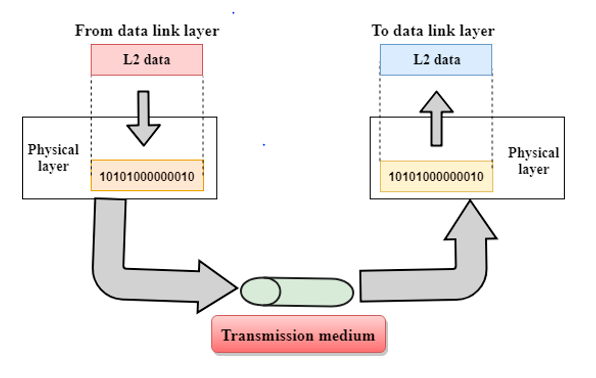 From data link layer
To data link layer
L2 data
L2 data
Physical
layer
Physical
layer
10101000000010
10101000000010
Transmission medium